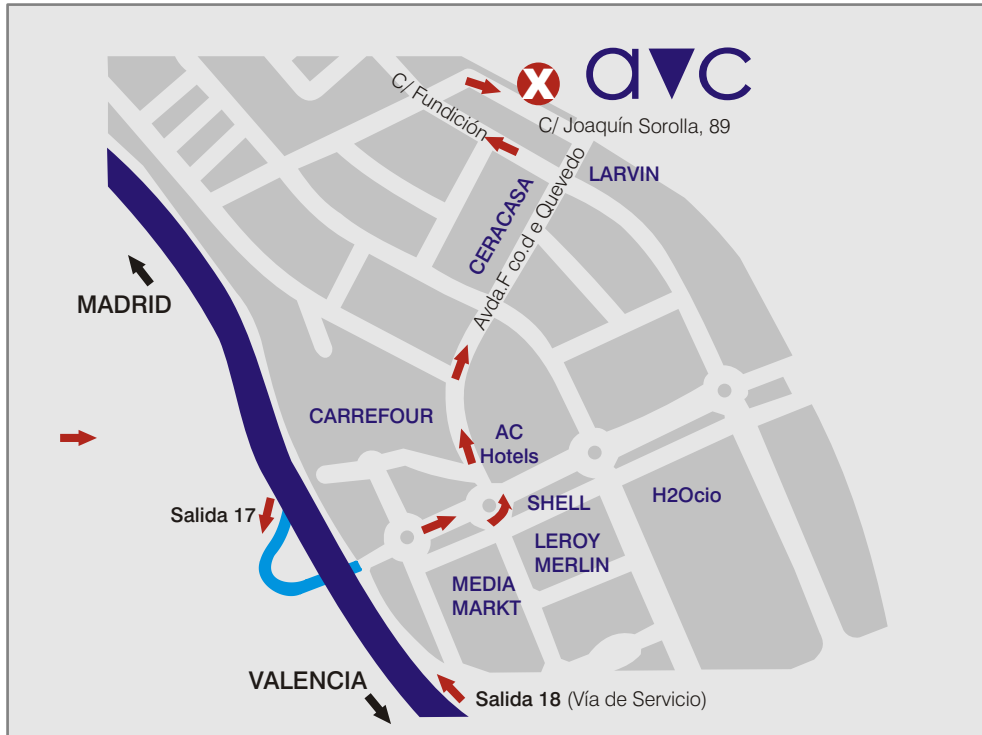 avc
C/ Fundición
X
C/ Joaquín Sorolla, 89
LARVIN
CERACASA
Avda.F co.d e Quevedo
MADRID
CARREFOUR
AC
Hotels
H2Ocio
SHELL
Salida 17
LEROY
MERLIN
MEDIA
MARKT
VALENCIA
Salida 18 (Vía de Servicio)